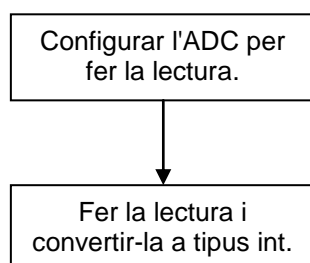 Configurar l'ADC per
fer la lectura.
Fer la lectura i
convertir-la a tipus int.